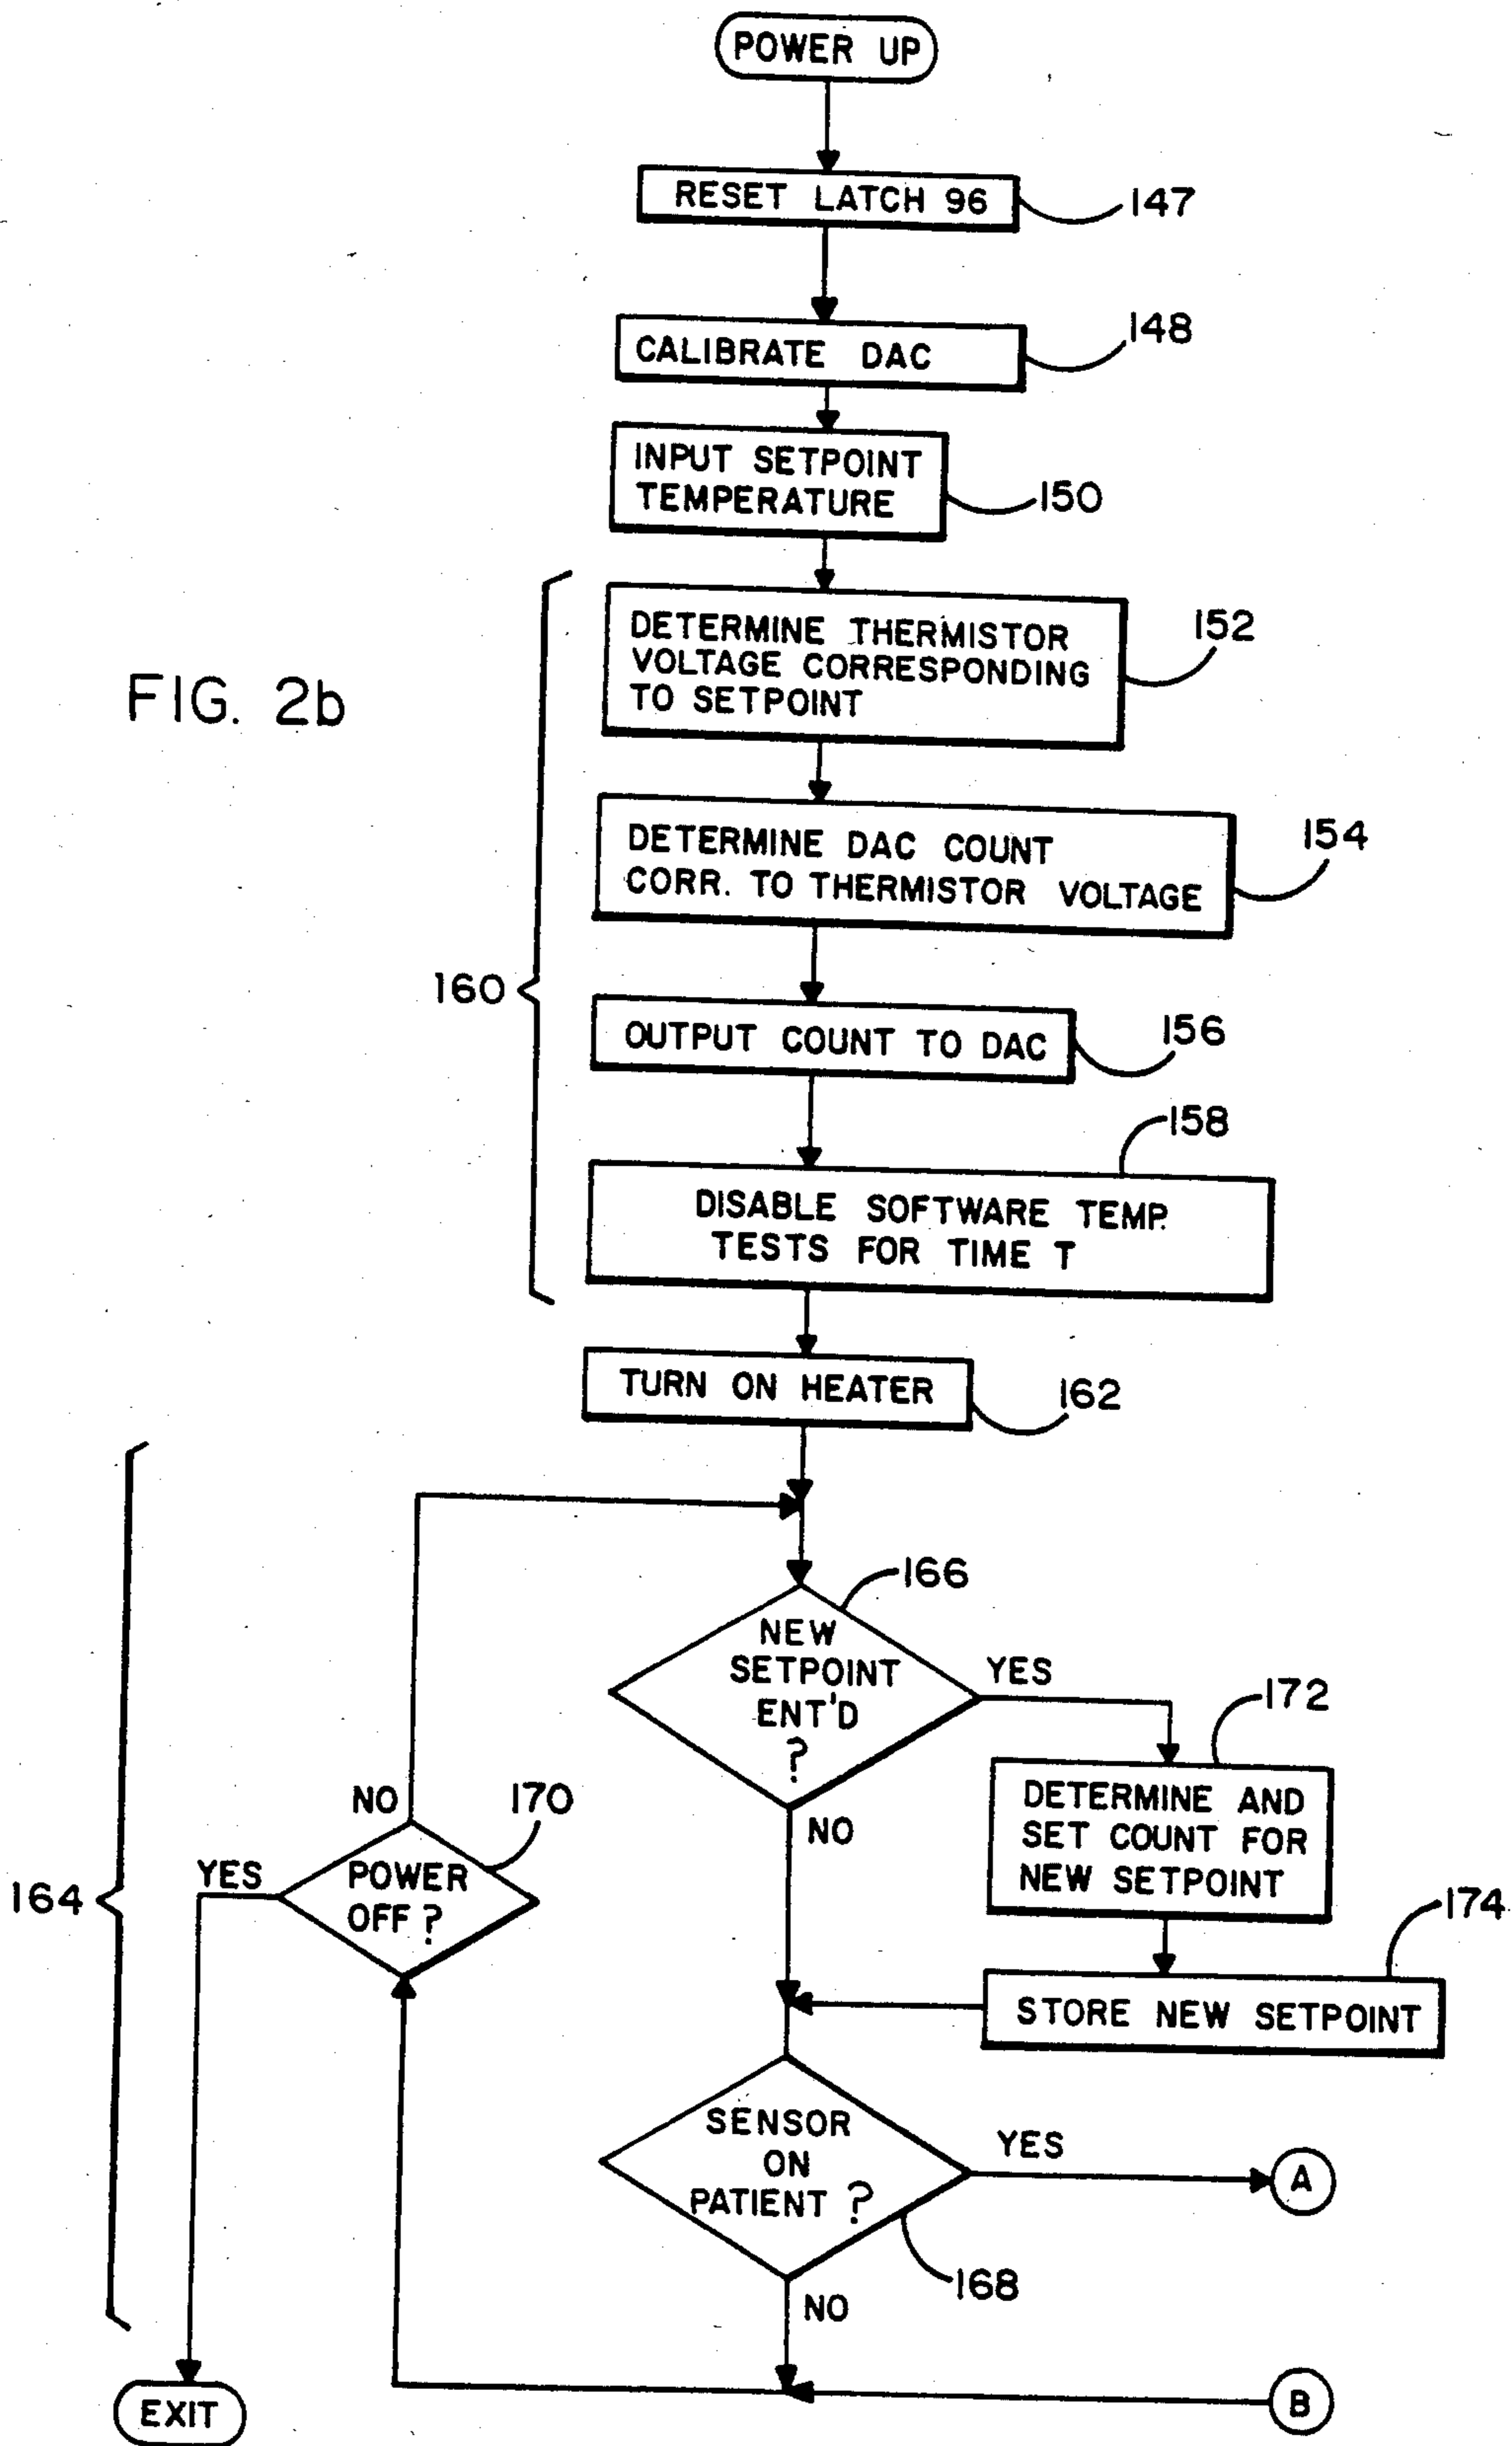 POWER UP
RESET LATCH 96
147
CALIBRATE DAC
148
INPUT SETPOINT
TEMPERATURE
150
DETERMINE THERMISTOR
VOLTAGE CORRESPONDING
TO SETPOINT
152
FIG. 2b
DETERMINE DAC COUNT
CORR. TO THERMISTOR VOLTAGE
154
160
OUTPUT COUNT TO DAC
156
158
DISABLE SOFTWARE TEMP.
TESTS FOR TIME T
TURN ON HEATER
162
166
NEW
SETPOINT
ENT'D
?
YES
172
DETERMINE AND
SET COUNT FOR
NEW SETPOINT
NO
NO
170
YES
POWER
OFF?
164
174
STORE NEW SETPOINT
SENSOR
ON
PATIENT ?
YES
A
168
NO
EXIT
B